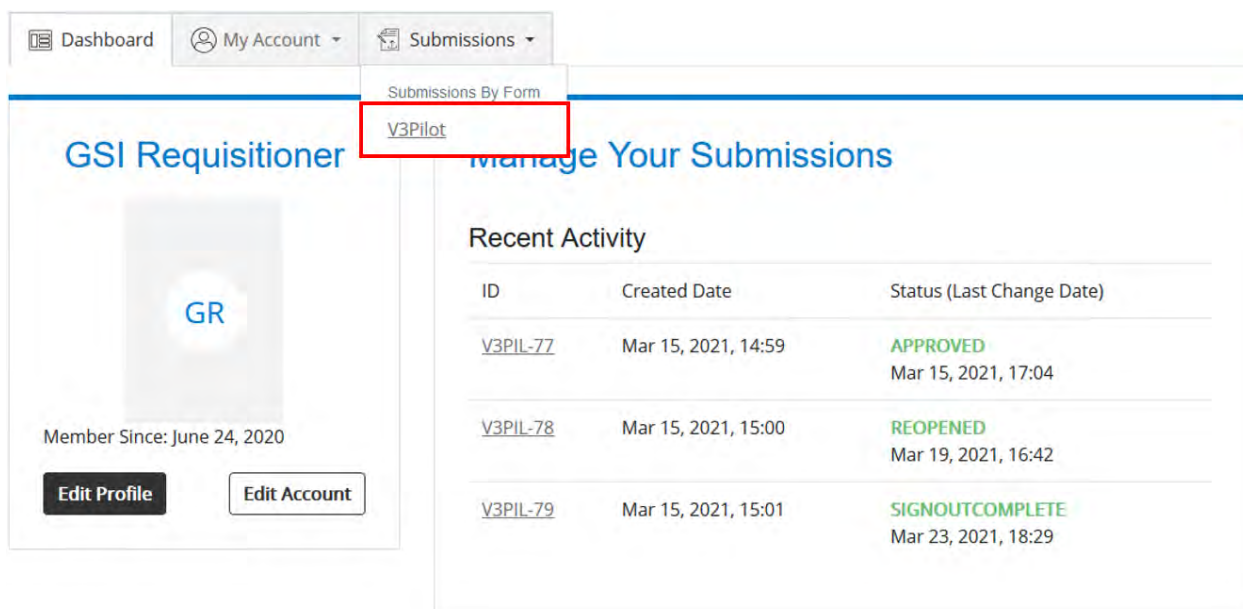 Dashboard My Account Submissions
Submissions By Form
V3Pilot
GSI Requisitioner
GR
Member Since: June 24, 2020
Edit Profile Edit Account
Manage Your Submissions
Recent Activity
ID Created Date Status (Last Change Date)
V3PIL-77 Mar 15, 2021, 14:59 APPROVED
Mar 15, 2021, 17:04
V3PIL-78 Mar 15, 2021, 15:00 REOPENED
Mar 19, 2021, 16:42
V3PIL-79 Mar 15, 2021, 15:01 SIGNOUTCOMPLETE
Mar 23, 2021, 18:29